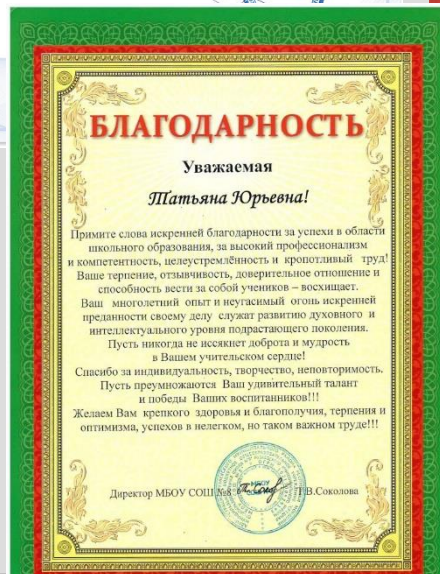 БЛАГОДАРНОСТЬ
Уважаемая
Татьяна Юрьевна!
Примите слова искренней благодарности за успехи в области
школьного образования, за высокий профессионализм
и компетентность, целеустремлённость и кропотливый труд!
Ваше терпение, отзывчивость, доверительное отношение и
способность вести за собой учеников – восхищает.
Ваш многолетний опыт и неугасимый огонь искренней
преданности своему делу служат развитию духовного и
интеллектуального уровня подрастающего поколения.
Пусть никогда не иссякнет доброта и мудрость
в Вашем учительском сердце!
Спасибо за индивидуальность, творчество, неповторимость.
Пусть преумножаются Ваш удивительный талант
и победы Ваших воспитанников!!!
Желаем Вам крепкого здоровья и благополучия, терпения и
оптимизма, успехов в нелегком, но таком важном труде!!!
Директор МБОУ СОШ №8 Т.В.Соколова